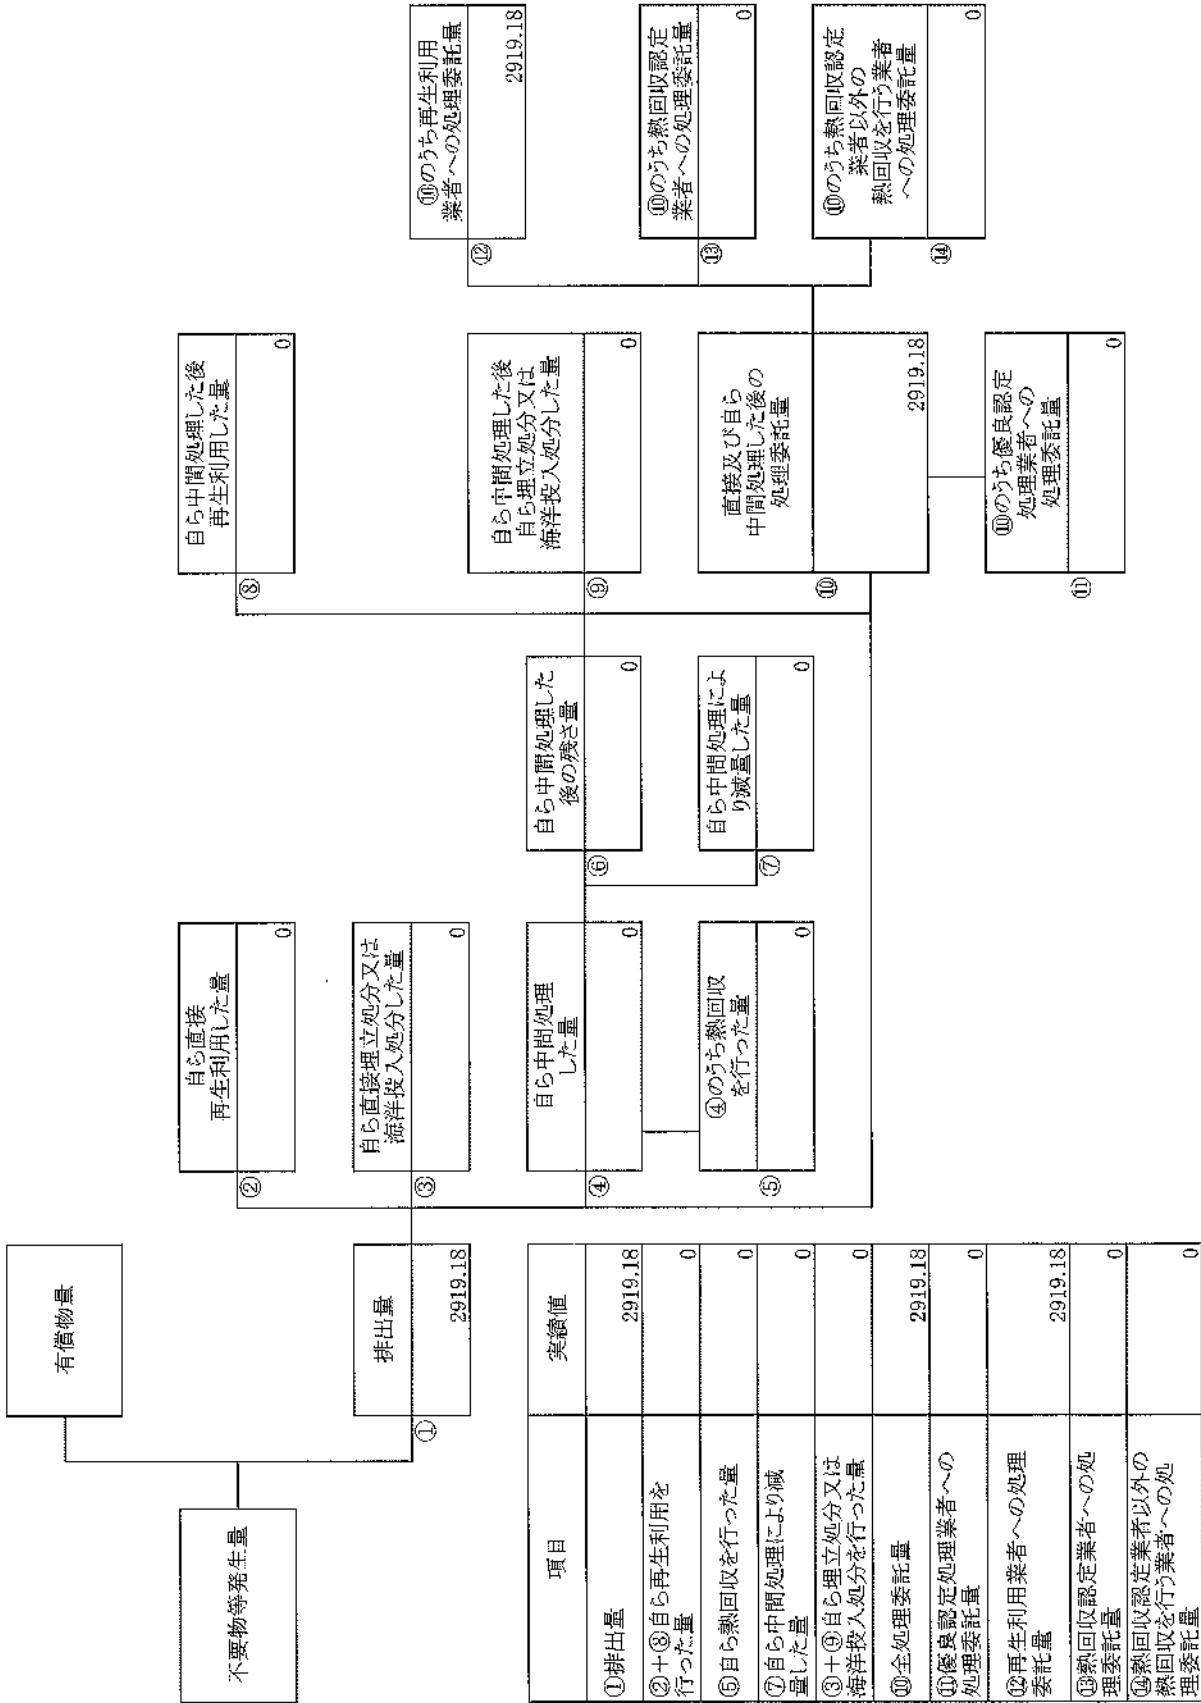 不要物等発生量
有償物量
①
排出量
2919.18
②
自ら直接
再生利用した量
0
③
自ら直接埋立処分又は
海洋投入処分した量
0
④
自ら中間処理
した量
0
⑤
④のうち熱回収
を行った量
0
⑥
自ら中間処理した
後の残さ量
0
⑦
自ら中間処理によ
り減量した量
0
⑧
自ら中間処理した後
再生利用した量
0
⑨
自ら中間処理した後
自ら埋立処分又は
海洋投入処分した量
0
⑩
直接及び自ら
中間処理した後の
処理委託量
2919.18
⑪
⑩のうち優良認定
処理業者への
処理委託量
0
⑫
⑩のうち再生利用
業者への処理委託量
2919.18
⑬
⑩のうち熱回収認定
業者への処理委託量
0
⑭
⑩のうち熱回収認定
業者以外の
熱回収を行う業者
への処理委託量
0
項目 実績値
①排出量 2919.18
②+⑧自ら再生利用を
行った量 0
⑤自ら熱回収を行った量 0
⑦自ら中間処理により減
量した量 0
③+⑨自ら埋立処分又は
海洋投入処分を行った量 0
⑩全処理委託量 2919.18
⑪優良認定処理業者への
処理委託量 0
⑫再生利用業者への処理
委託量 2919.18
⑬熱回収認定業者への処
理委託量 0
⑭熱回収認定業者以外の
熱回収を行う業者への処
理委託量 0